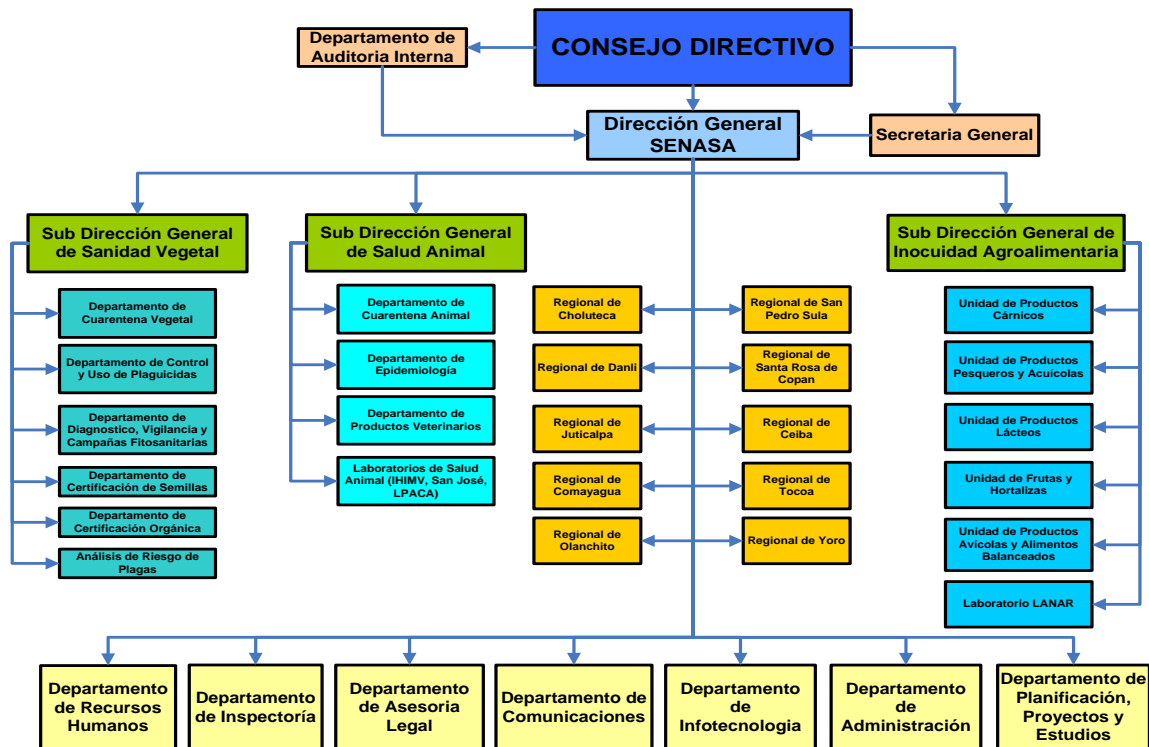 Departamento de
Auditoria Interna
CONSEJO DIRECTIVO
Dirección General
SENASA
Secretaria General
Sub Dirección General
de Sanidad Vegetal
Sub Dirección General
de Salud Animal
Sub Dirección General de
Inocuidad Agroalimentaria
Departamento de
Cuarentena Vegetal
Departamento de Control
y Uso de Plaguicidas
Departamento de
Diagnostico, Vigilancia y
Campañas Fitosanitarias
Departamento de
Certificación de Semillas
Departamento de
Certificación Orgánica
Análisis de Riesgo de
Plagas
Departamento de
Cuarentena Animal
Departamento de
Epidemiología
Departamento de
Productos Veterinarios
Laboratorios de Salud
Animal (IHIMV, San José,
LPACA)
Regional de
Choluteca
Regional de San
Pedro Sula
Regional de Danli
Regional de
Santa Rosa de
Copan
Regional de
Juticalpa
Regional de
Ceiba
Regional de
Comayagua
Regional de
Tocoa
Regional de
Olanchito
Regional de Yoro
Unidad de Productos
Cárnicos
Unidad de Productos
Pesqueros y Acuícolas
Unidad de Productos
Lácteos
Unidad de Frutas y
Hortalizas
Unidad de Productos
Avícolas y Alimentos
Balanceados
Laboratorio LANAR
Departamento
de Recursos
Humanos
Departamento
de Inspectoría
Departamento
de Asesoria
Legal
Departamento de
Comunicaciones
Departamento
de
Infotecnologia
Departamento
de
Administración
Departamento de
Planificación,
Proyectos y
Estudios